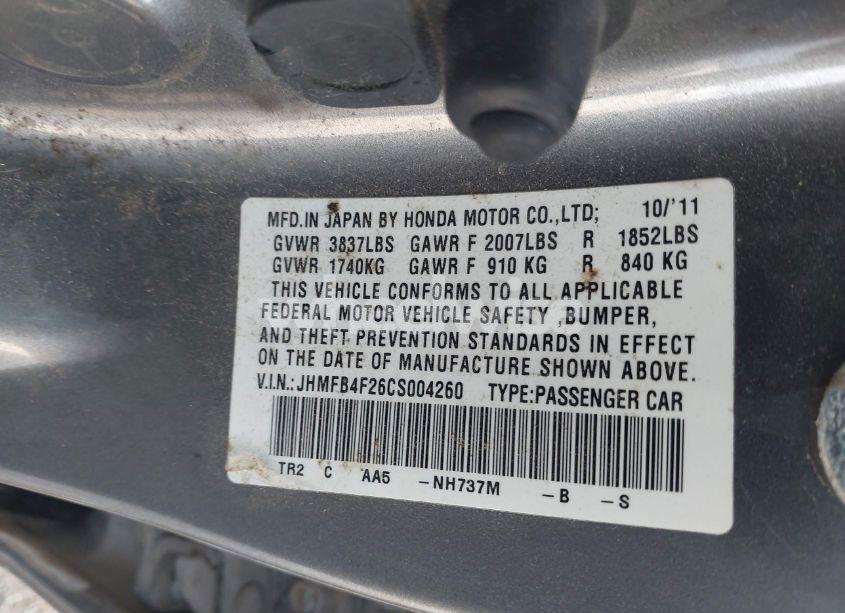 MFD.IN JAPAN BY HONDA MOTOR CO.,LTD; 10/'11
GVWR 3837LBS GAWR F 2007LBS R 1852LBS
GVWR 1740KG GAWR F 910 KG R 840 KG
THIS VEHICLE CONFORMS TO ALL APPLICABLE
FEDERAL MOTOR VEHICLE SAFETY ,BUMPER,
AND THEFT PREVENTION STANDARDS IN EFFECT
ON THE DATE OF MANUFACTURE SHOWN ABOVE.
V.I.N.:JHMFB4F26CS004260 TYPE:PASSENGER CAR
TR2 C AA5 -NH737M -B -S